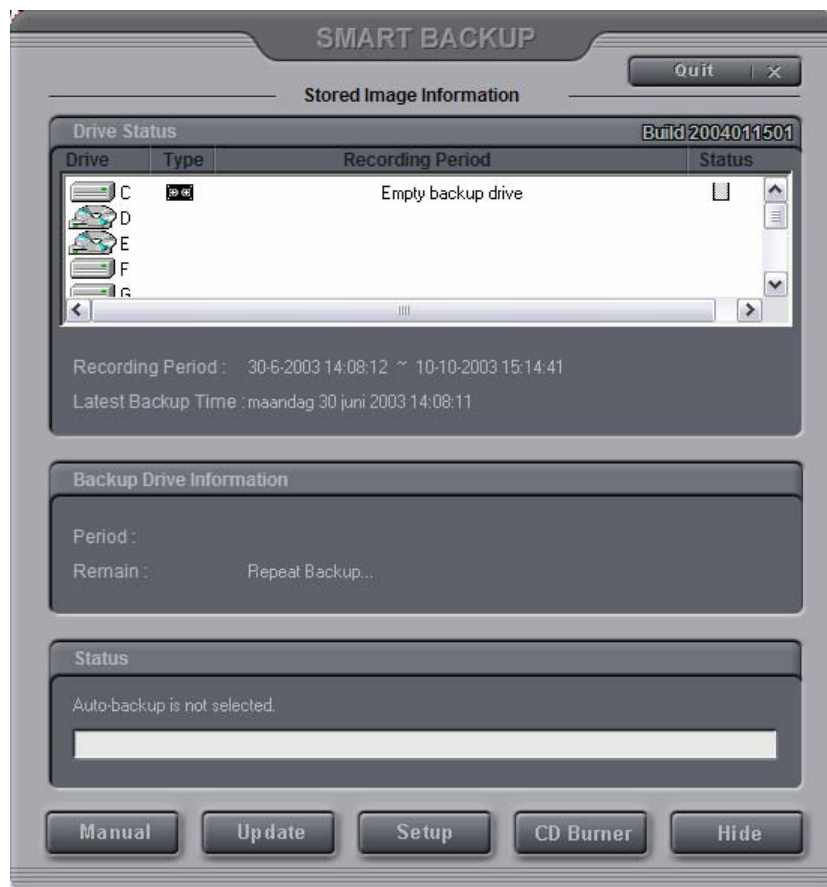 SMART BACKUP
Quit X
Stored Image Information
Drive Status Build 2004011501
Drive Type Recording Period Status
C Empty backup drive
D
E
F
G
Recording Period : 30-6-2003 14:08:12 ~ 10-10-2003 15:14:41
Latest Backup Time : maandag 30 juni 2003 14:08:11
Backup Drive Information
Period :
Remain : Repeat Backup...
Status
Auto-backup is not selected.
Manual Update Setup CD Burner Hide